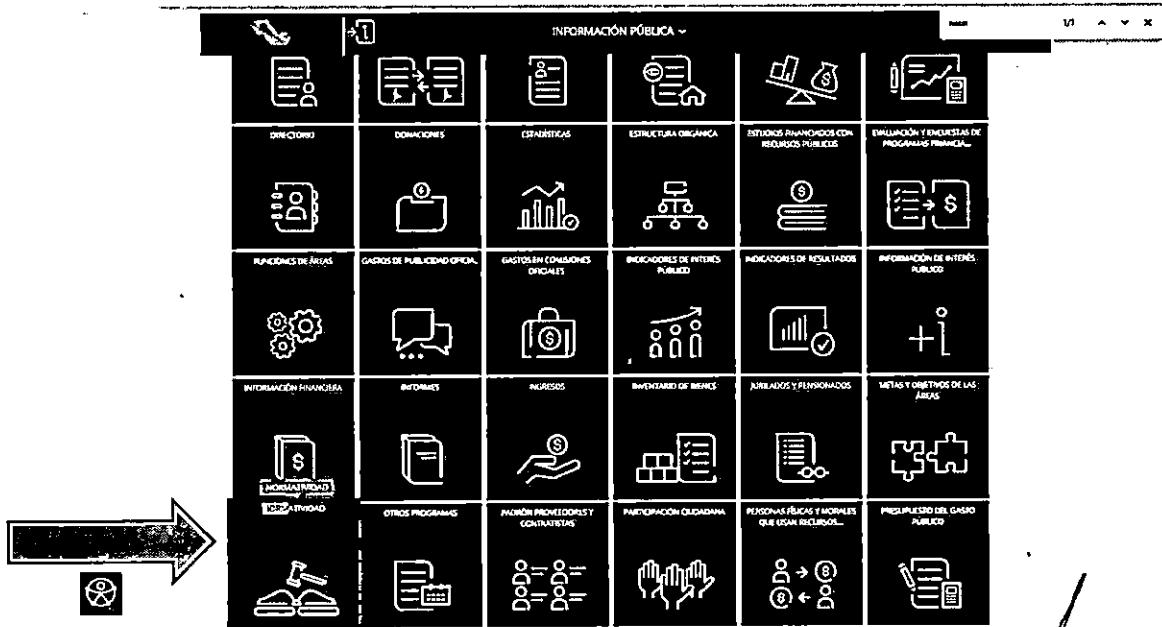 INFORMACIÓN PÚBLICA
1/1
DIRECTORIO
DONACIONES
ESTADÍSTICAS
ESTRUCTURA ORGÁNICA
ESTUDIOS FINANCIADOS CON
RECURSOS PÚBLICOS
EVALUACIÓN Y ENCUESTAS DE
PROGRAMAS FINANCIA...
FUNCIONES DE ÁREAS
GASTOS DE PUBLICIDAD OFICIA...
GASTOS EN COMISIONES
OFICIALES
INDICADORES DE INTERÉS
PÚBLICO
INDICADORES DE RESULTADOS
INFORMACIÓN DE INTERÉS
PÚBLICO
+i
INFORMACIÓN FINANCIERA
INFORMES
INGRESOS
INVENTARIO DE BIENES
JUBILADOS Y PENSIONADOS
METAS Y OBJETIVOS DE LAS
ÁREAS
NORMATIVIDAD
NORMATIVIDAD
OTROS PROGRAMAS
PADRÓN PROVEEDORES Y
CONTRATISTAS
PARTICIPACIÓN CIUDADANA
PERSONAS FÍSICAS Y MORALES
QUE USAN RECURSOS...
PRESUPUESTO DEL GASTO
PÚBLICO